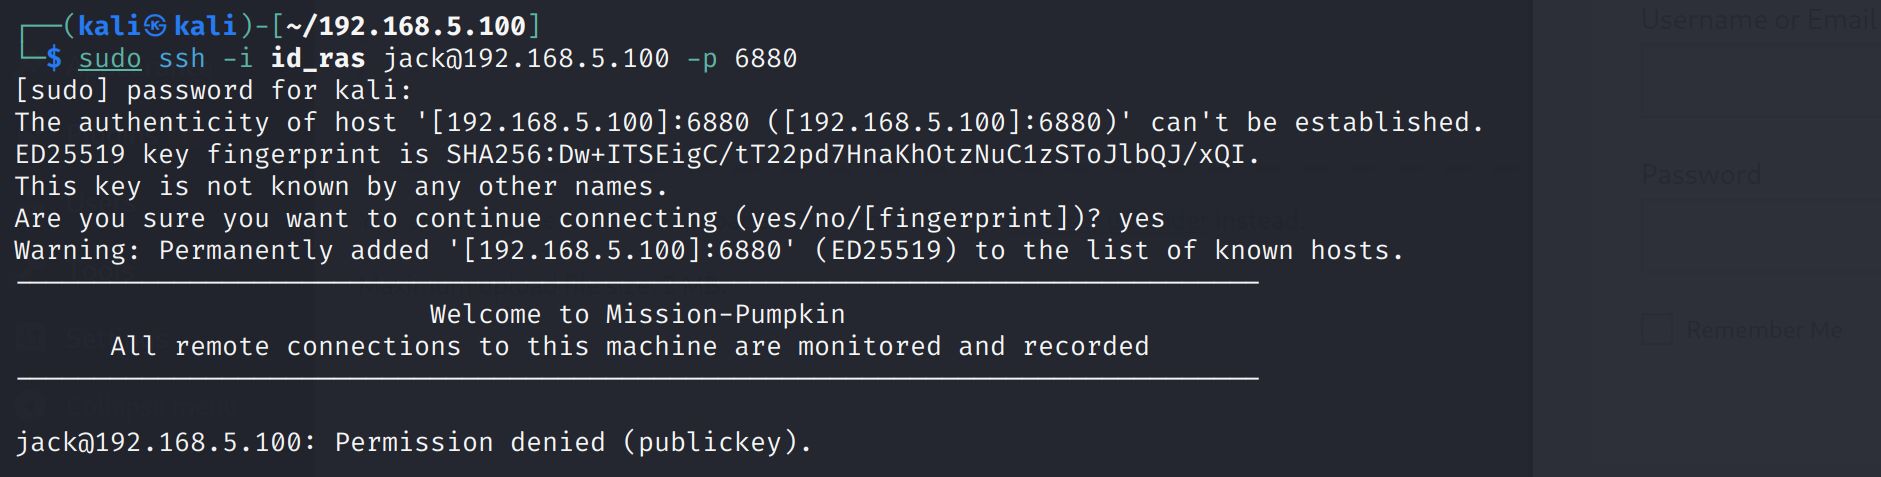 ┌──(kali㉿kali)-[~/192.168.5.100]
└─$ sudo ssh -i id_ras jack@192.168.5.100 -p 6880
[sudo] password for kali:
The authenticity of host '[192.168.5.100]:6880 ([192.168.5.100]:6880)' can't be established.
ED25519 key fingerprint is SHA256:Dw+ITSEigC/tT22pd7HnaKhOtzNuC1zSToJlbQJ/xQI.
This key is not known by any other names.
Are you sure you want to continue connecting (yes/no/[fingerprint])? yes
Warning: Permanently added '[192.168.5.100]:6880' (ED25519) to the list of known hosts.
Welcome to Mission-Pumpkin
All remote connections to this machine are monitored and recorded
jack@192.168.5.100: Permission denied (publickey).
Username or Email
Password
Remember Me